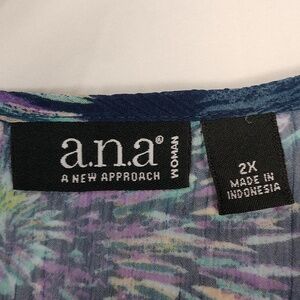 a.n.a®
A NEW APPROACH
WOMAN
2X
MADE IN
INDONESIA